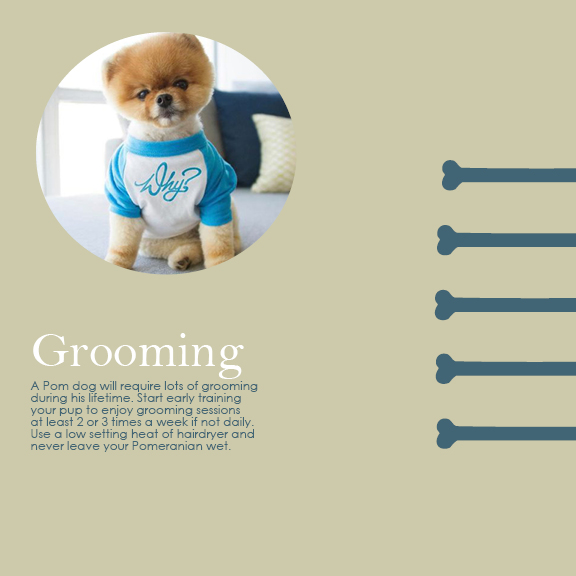 Why?
Grooming
A Pom dog will require lots of grooming
during his lifetime. Start early training
your pup to enjoy grooming sessions
at least 2 or 3 times a week if not daily.
Use a low setting heat of hairdryer and
never leave your Pomeranian wet.